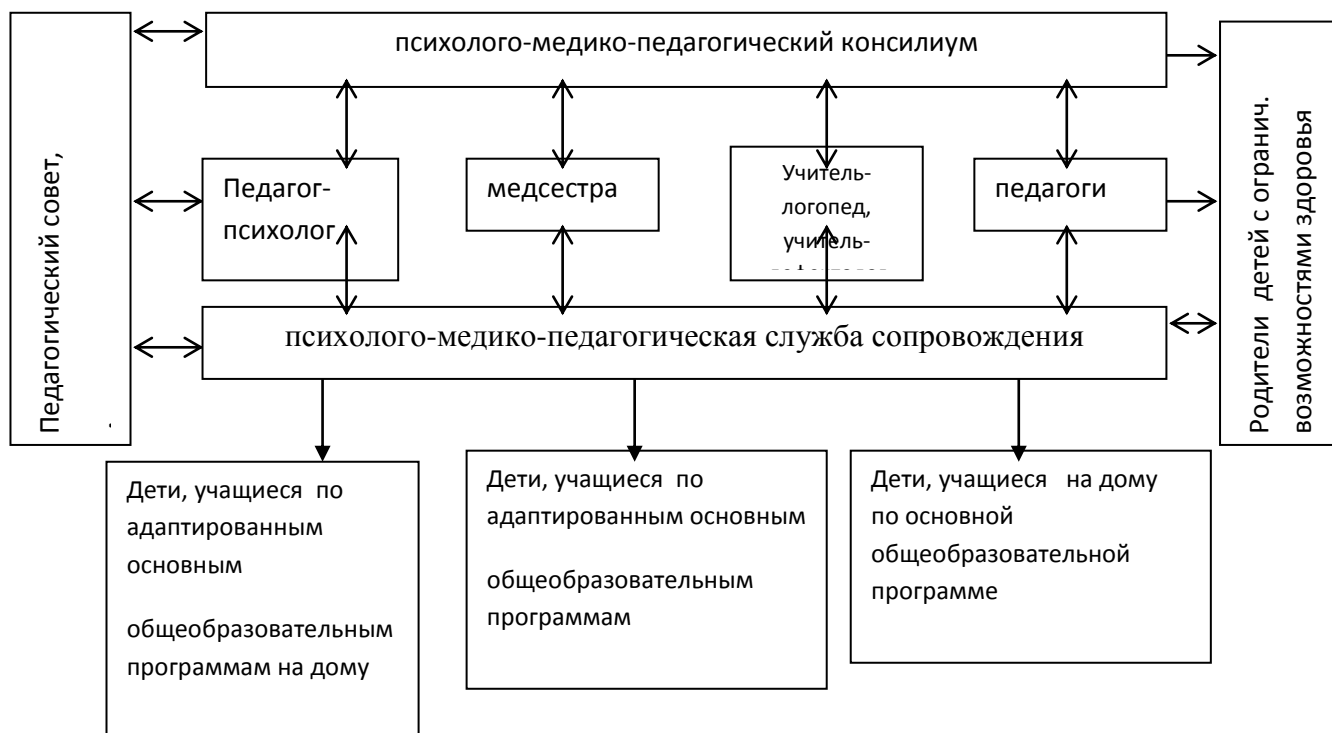 психолого-медико-педагогический консилиум
Педагогический совет,
Родители детей с огранич.
возможностями здоровья
Педагог-
психолог
медсестра
Учитель-
логопед,
учитель-
педагоги
психолого-медико-педагогическая служба сопровождения
Дети, учащиеся по
адаптированным
основным
общеобразовательным
программам на дому
Дети, учащиеся по
адаптированным основным
общеобразовательным
программам
Дети, учащиеся на дому
по основной
общеобразовательной
программе